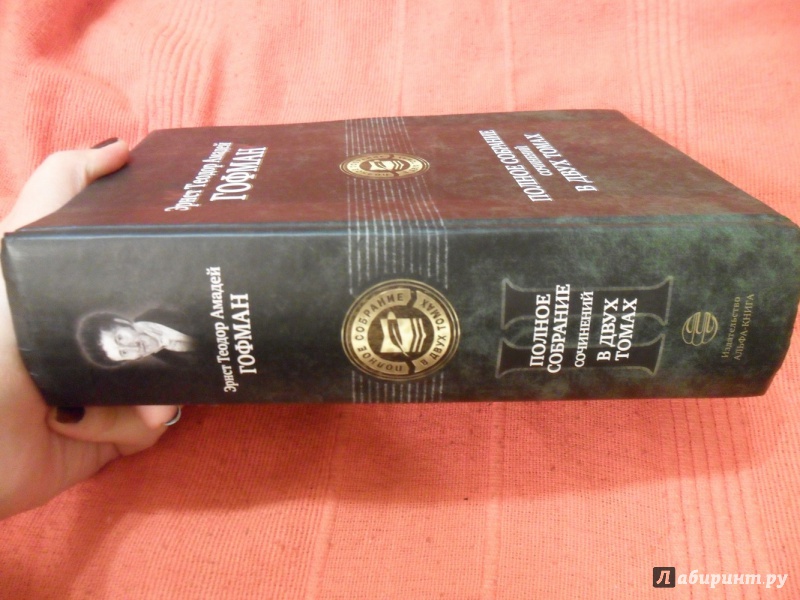 Эрнст Теодор Амадей
ГОФМАН
ПОЛНОЕ СОБРАНИЕ
СОЧИНЕНИЙ
В ДВУХ ТОМАХ
Эрнст Теодор Амадей
ГОФМАН
ПОЛНОЕ СОБРАНИЕ
В ДВУХ ТОМАХ
II
ПОЛНОЕ
СОБРАНИЕ
СОЧИНЕНИЙ
В ДВУХ
ТОМАХ
Издательство
АЛЬФА-КНИГА
Лабиринт.ру